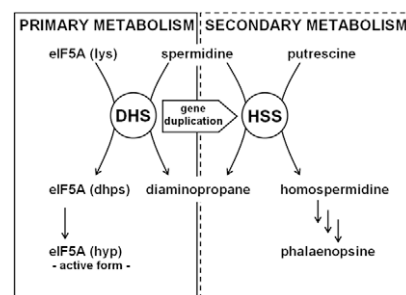 PRIMARY METABOLISM
SECONDARY METABOLISM
eIF5A (lys)
spermidine
putrescine
DHS
gene
duplication
HSS
eIF5A (dhps)
diaminopropane
homospermidine
eIF5A (hyp)
- active form -
phalaenopsine